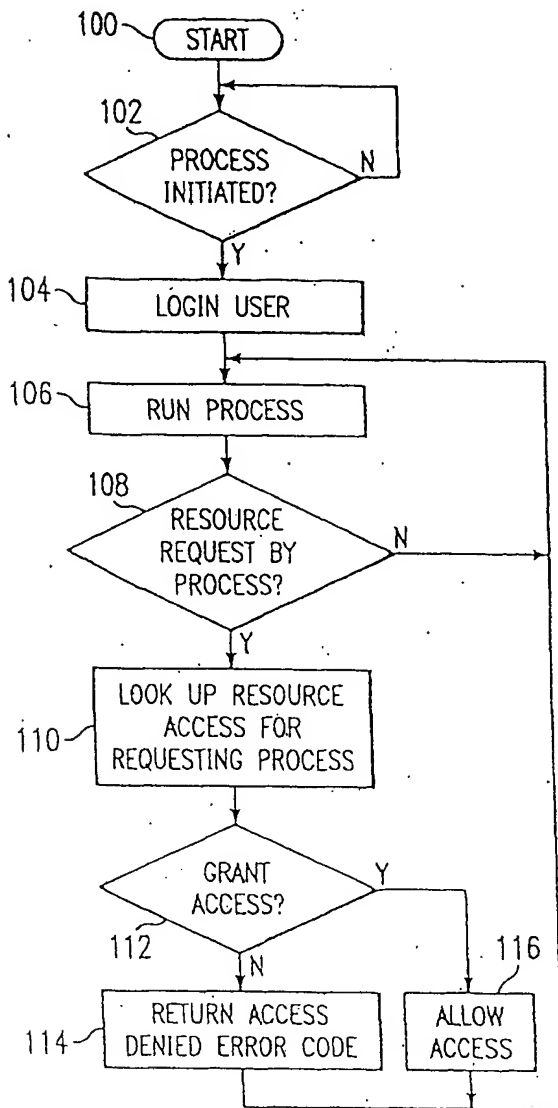 100
START
102
PROCESS
INITIATED?
N
Y
104
LOGIN USER
106
RUN PROCESS
108
RESOURCE
REQUEST BY
PROCESS?
N
Y
110
LOOK UP RESOURCE
ACCESS FOR
REQUESTING PROCESS
GRANT
ACCESS?
Y
112
N
116
114
RETURN ACCESS
DENIED ERROR CODE
ALLOW
ACCESS